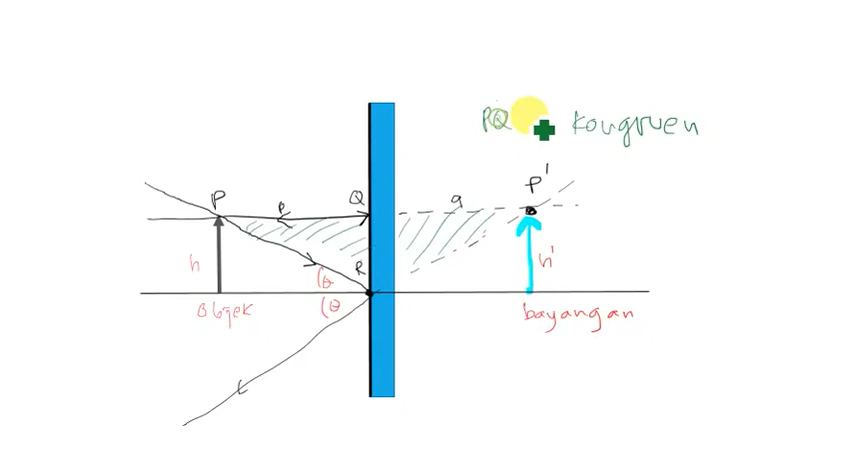 PQ kongruen
P'
P
P
Q
q
h
R
h'
θ
objek
θ
bayangan